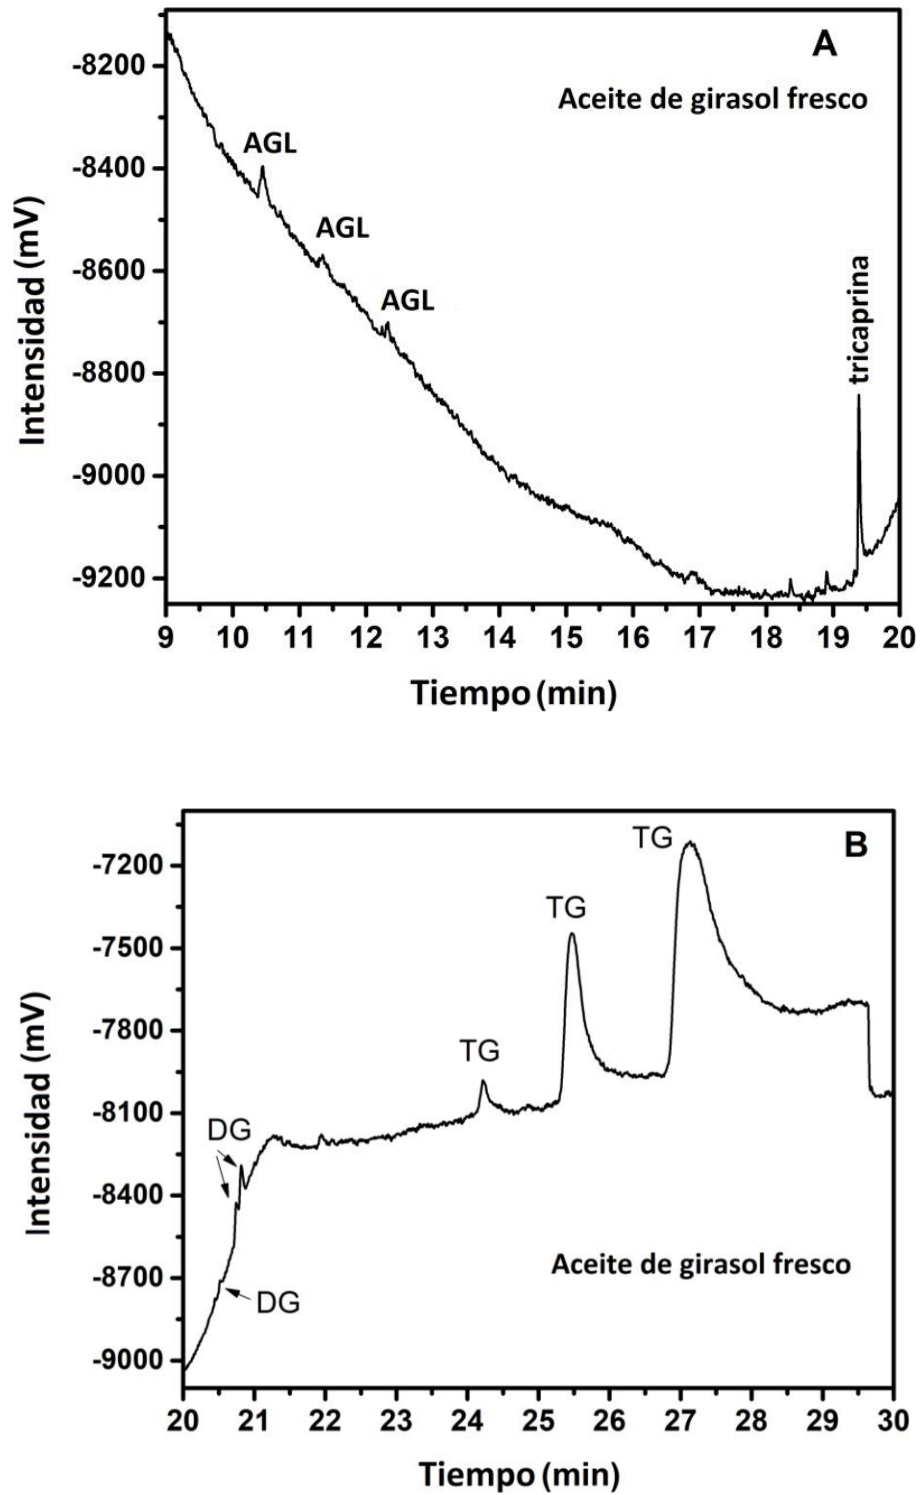 A
Aceite de girasol fresco
AGL
AGL
AGL
tricaprina
Intensidad (mV)
-8200
-8400
-8600
-8800
-9000
-9200
9 10 11 12 13 14 15 16 17 18 19 20
Tiempo (min)
B
TG
TG
TG
DG
DG
Aceite de girasol fresco
Intensidad (mV)
-7200
-7500
-7800
-8100
-8400
-8700
-9000
20 21 22 23 24 25 26 27 28 29 30
Tiempo (min)